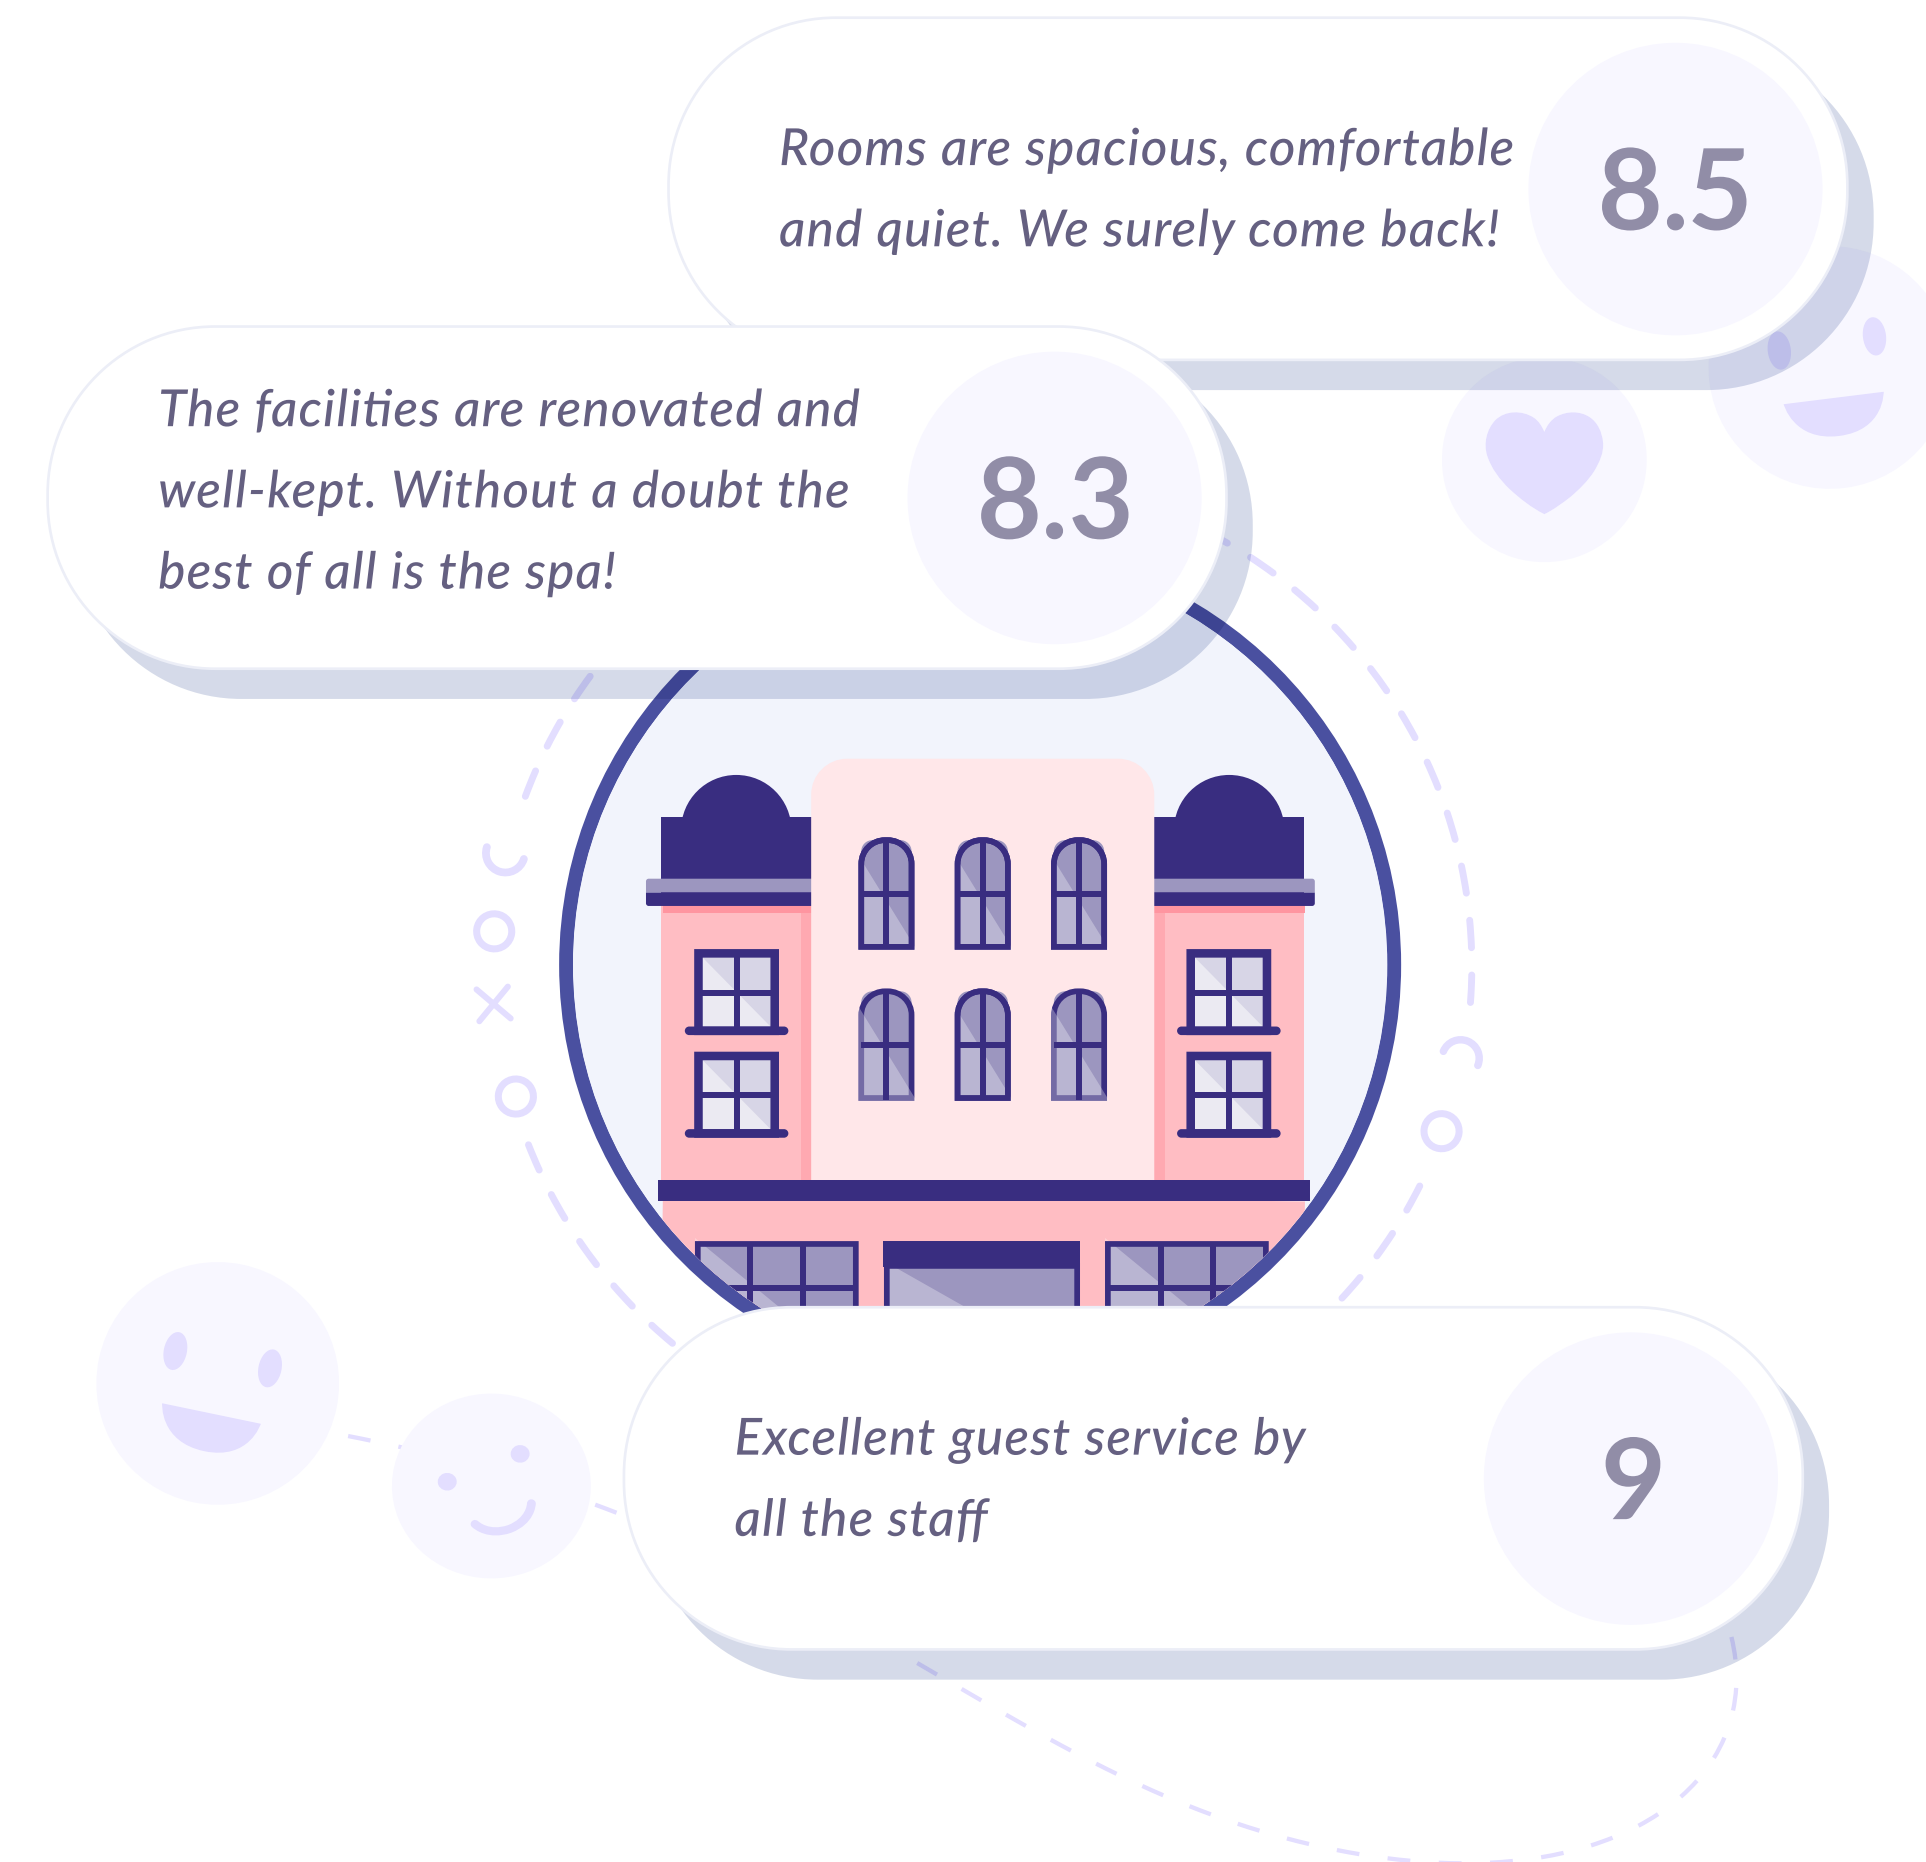 Rooms are spacious, comfortable
and quiet. We surely come back!
8.5
The facilities are renovated and
well-kept. Without a doubt the
best of all is the spa!
8.3
Excellent guest service by
all the staff
9